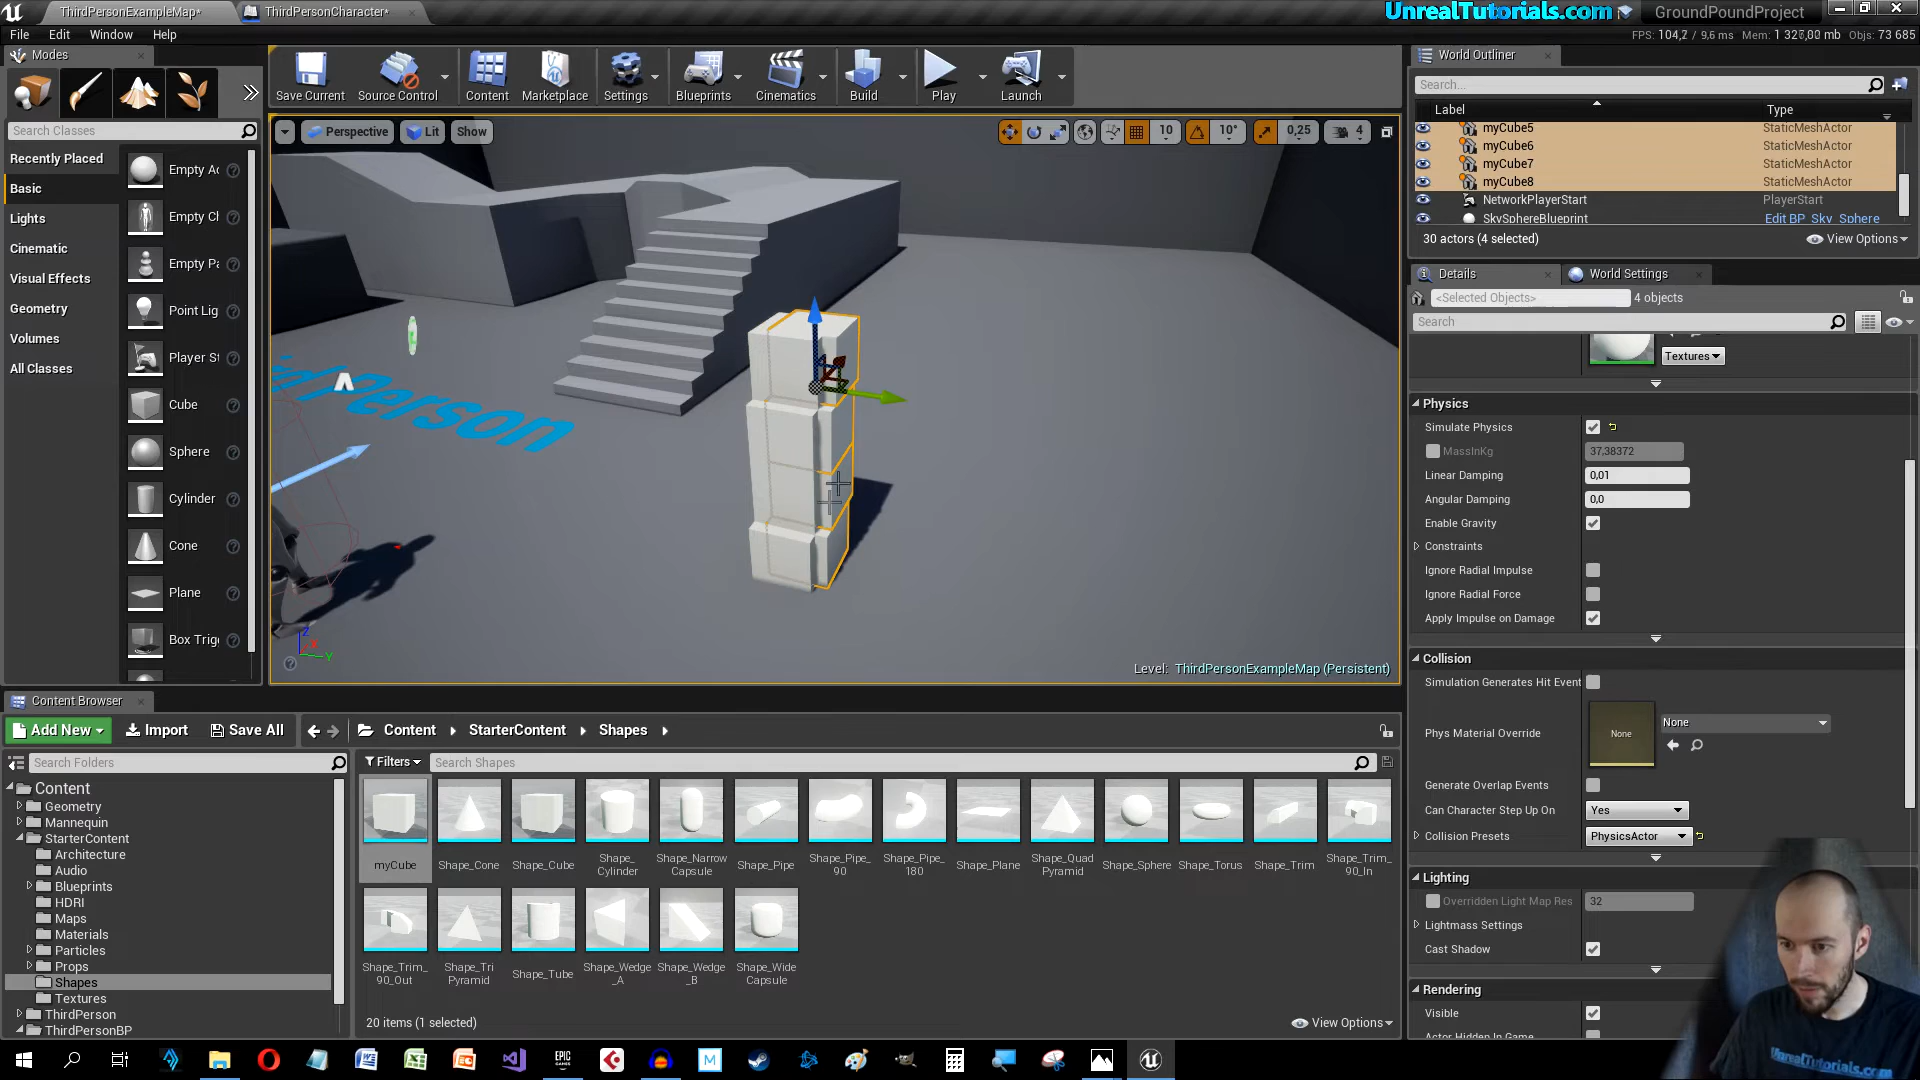 ThirdPersonExampleMap*
ThirdPersonCharacter*
UnrealTutorials.com
GroundPoundProject
File Edit Window Help
FPS: 104,2 / 9,6 ms Mem: 1 326,00 mb Objs: 73 685
Modes
Search Classes
Recently Placed
Basic
Lights
Cinematic
Visual Effects
Geometry
Volumes
All Classes
Empty Ac
Empty Cl
Empty Pa
Point Lig
Player St
Cube
Sphere
Cylinder
Cone
Plane
Box Trig
Save Current
Source Control
Content
Marketplace
Settings
Blueprints
Cinematics
Build
Play
Launch
Perspective
Lit
Show
10
10°
0,25
4
Person
Level: ThirdPersonExampleMap (Persistent)
World Outliner
Search...
Label Type
myCube5 StaticMeshActor
myCube6 StaticMeshActor
myCube7 StaticMeshActor
myCube8 StaticMeshActor
NetworkPlayerStart PlayerStart
SkySphereBlueprint Edit BP_Sky_Sphere
30 actors (4 selected)
View Options
Details
World Settings
<Selected Objects> 4 objects
Search
Textures
Physics
Simulate Physics
MassInKg 37,38372
Linear Damping 0,01
Angular Damping 0,0
Enable Gravity
Constraints
Ignore Radial Impulse
Ignore Radial Force
Apply Impulse on Damage
Collision
Simulation Generates Hit Event
Phys Material Override None None
Generate Overlap Events
Can Character Step Up On Yes
Collision Presets PhysicsActor
Lighting
Overridden Light Map Res 32
Lightmass Settings
Cast Shadow
Rendering
Visible
Actor Hidden In Game
Content Browser
Add New
Import
Save All
Content StarterContent Shapes
Search Folders
Filters
Search Shapes
Content
Geometry
Mannequin
StarterContent
Architecture
Audio
Blueprints
HDRI
Maps
Materials
Particles
Props
Shapes
Textures
ThirdPerson
ThirdPersonBP
myCube
Shape_Cone
Shape_Cube
Shape_
Cylinder
Shape_Narrow
Capsule
Shape_Pipe
Shape_Pipe_
90
Shape_Pipe_
180
Shape_Plane
Shape_Quad
Pyramid
Shape_Sphere
Shape_Torus
Shape_Trim
Shape_Trim_
90_In
Shape_Trim_
90_Out
Shape_Tri
Pyramid
Shape_Tube
Shape_Wedge
_A
Shape_Wedge
_B
Shape_Wide
Capsule
20 items (1 selected)
View Options
UnrealTutorials.com